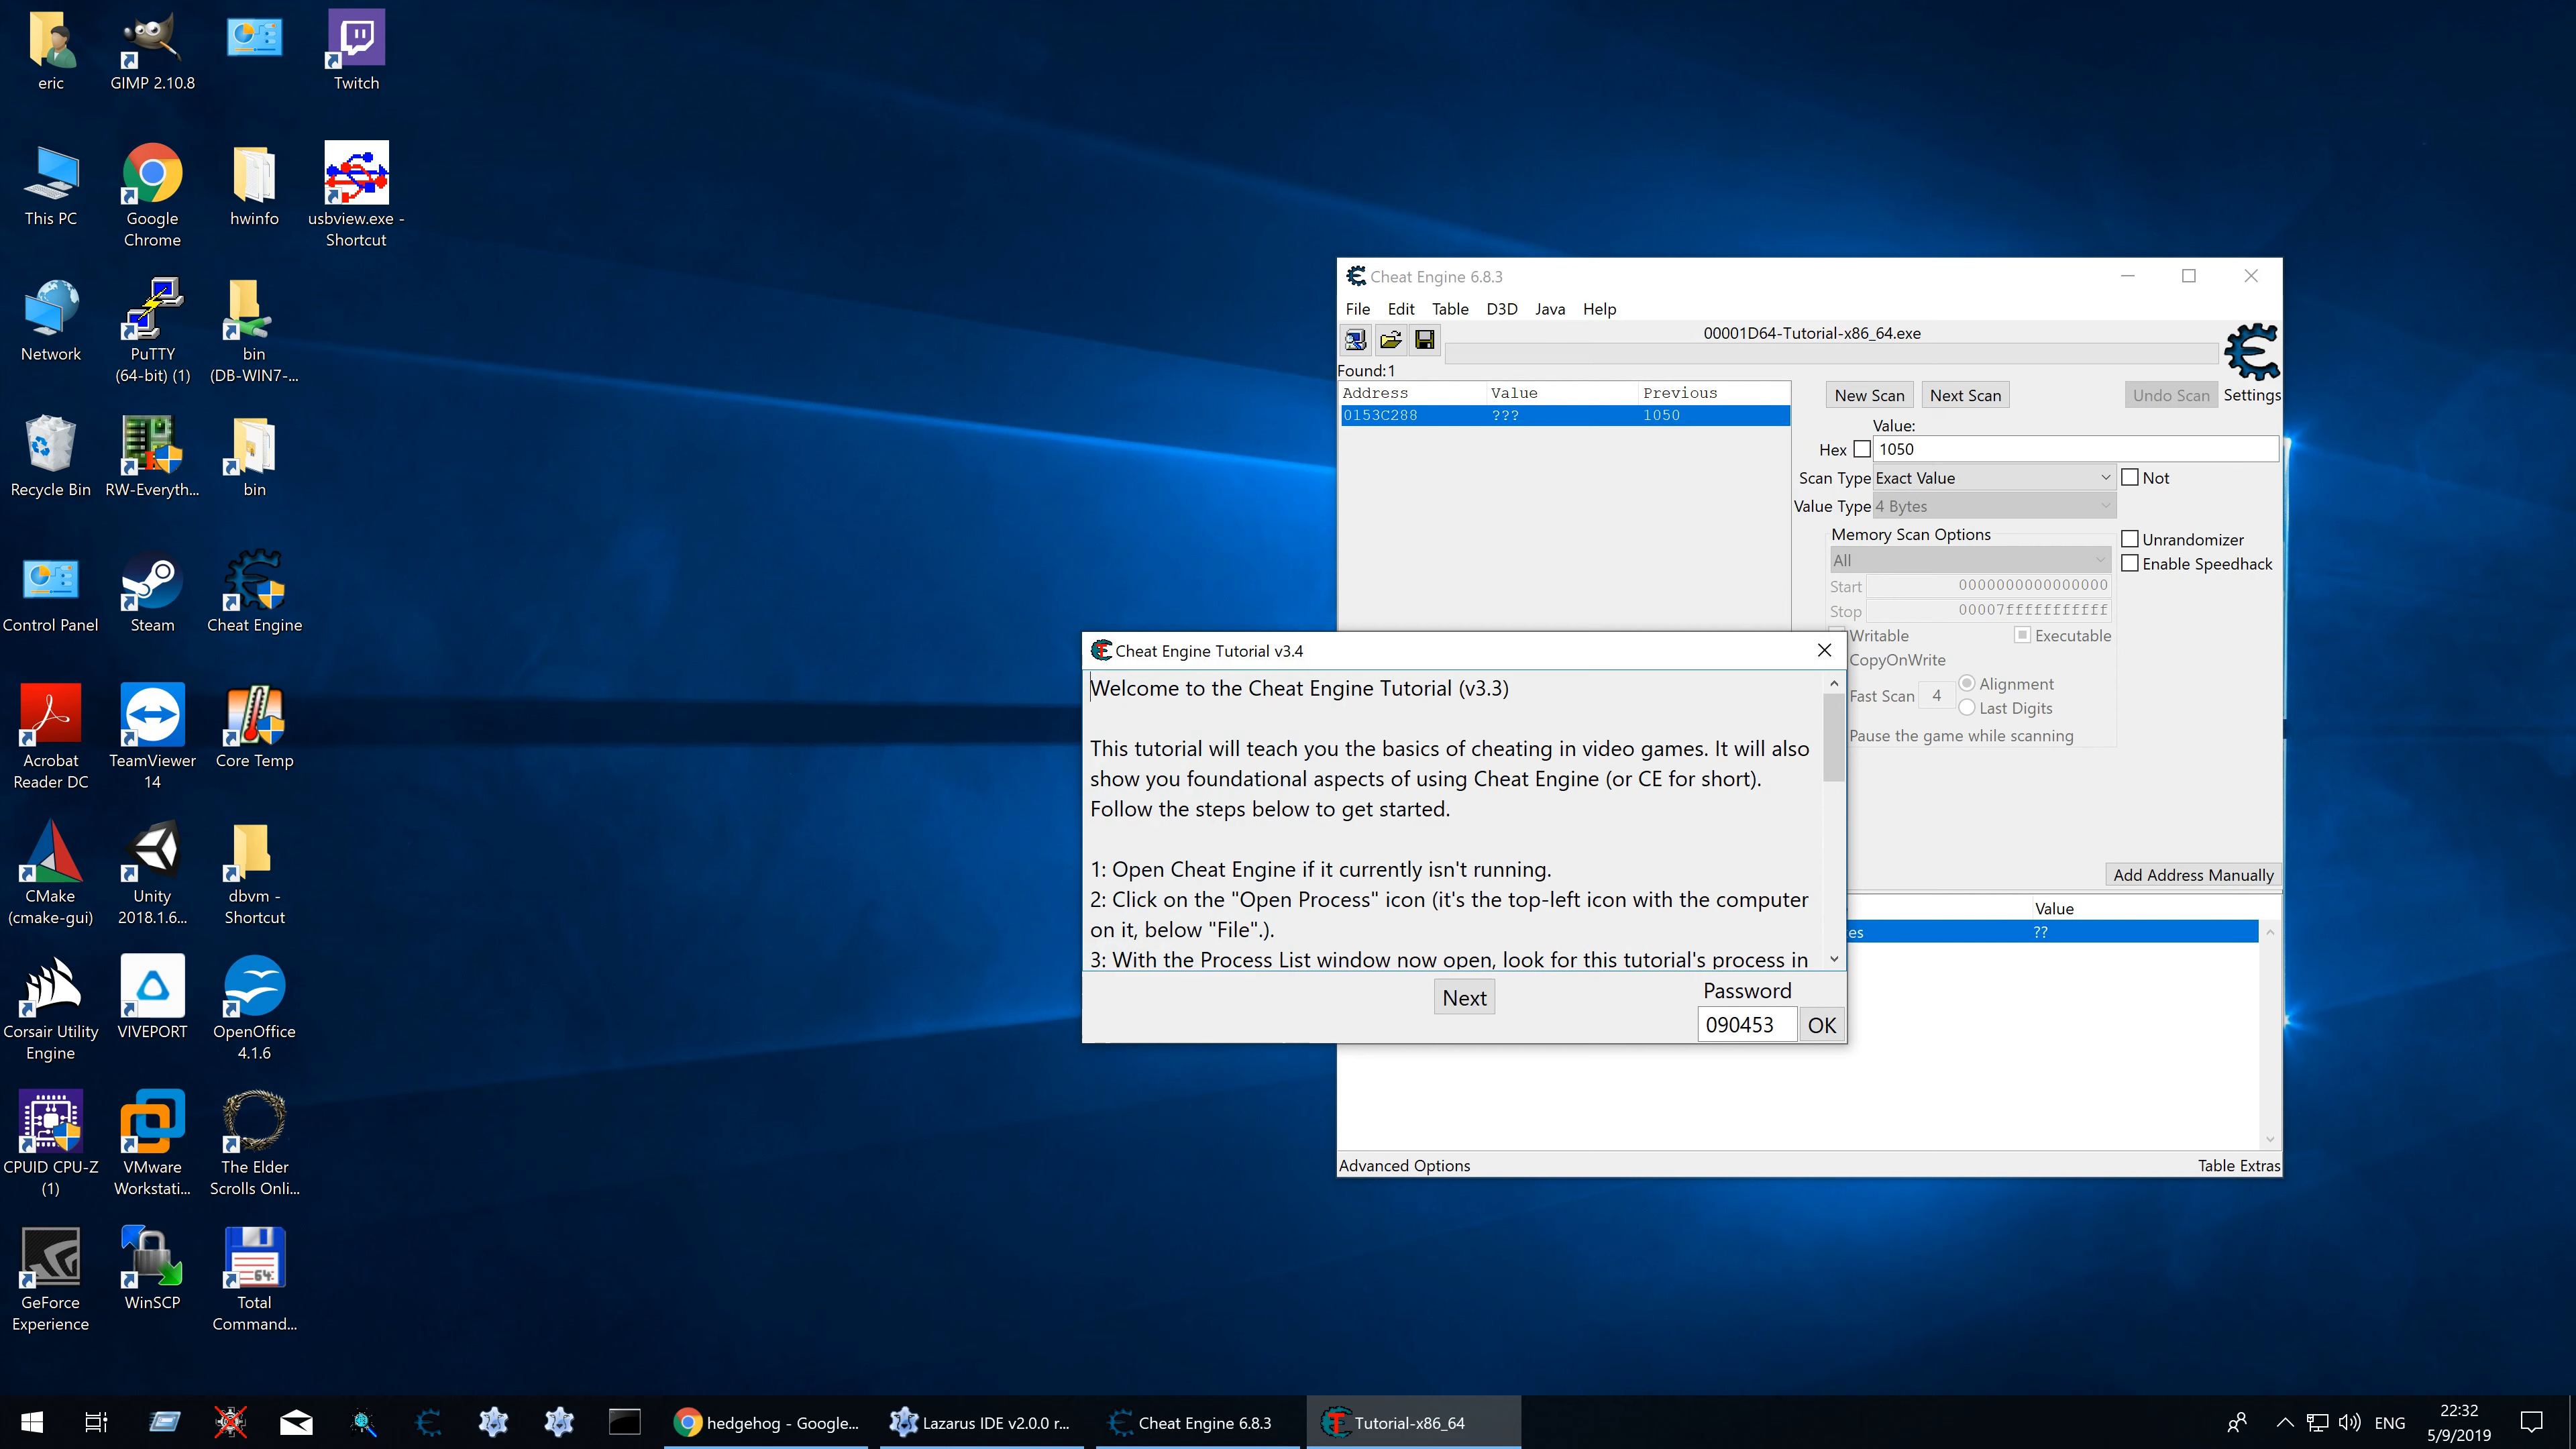 eric
GIMP 2.10.8
Twitch
This PC
Google
Chrome
hwinfo
usbview.exe -
Shortcut
Network
PuTTY
(64-bit) (1)
bin
(DB-WIN7-...
Recycle Bin
RW-Everyth...
bin
Control Panel
Steam
Cheat Engine
Acrobat
Reader DC
TeamViewer
14
Core Temp
CMake
(cmake-gui)
Unity
2018.1.6...
dbvm -
Shortcut
Corsair Utility
Engine
VIVEPORT
OpenOffice
4.1.6
CPUID CPU-Z
(1)
VMware
Workstati...
The Elder
Scrolls Onli...
GeForce
Experience
WinSCP
64
Total
Command...
Cheat Engine 6.8.3
File Edit Table D3D Java Help
00001D64-Tutorial-x86_64.exe
Found:1
Address Value Previous
0153C288 ??? 1050
New Scan Next Scan Undo Scan Settings
Value:
Hex 1050
Scan Type Exact Value Not
Value Type 4 Bytes
Memory Scan Options
All
Unrandomizer
Enable Speedhack
Start 0000000000000000
Stop 00007fffffffffff
Writable Executable
CopyOnWrite
Fast Scan 4 Alignment
Last Digits
Pause the game while scanning
Add Address Manually
Value
es ??
Advanced Options Table Extras
Cheat Engine Tutorial v3.4
Welcome to the Cheat Engine Tutorial (v3.3)
This tutorial will teach you the basics of cheating in video games. It will also
show you foundational aspects of using Cheat Engine (or CE for short).
Follow the steps below to get started.
1: Open Cheat Engine if it currently isn't running.
2: Click on the "Open Process" icon (it's the top-left icon with the computer
on it, below "File".).
3: With the Process List window now open, look for this tutorial's process in
Next
Password
090453 OK
hedgehog - Google...
Lazarus IDE v2.0.0 r...
Cheat Engine 6.8.3
Tutorial-x86_64
ENG
22:32
5/9/2019